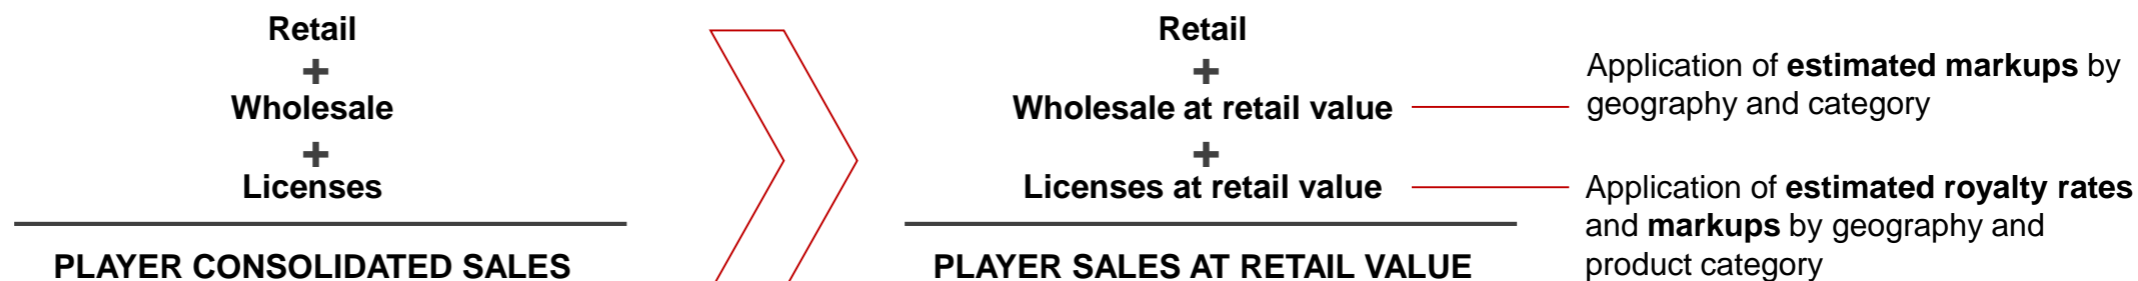 Retail
+
Wholesale
+
Licenses
PLAYER CONSOLIDATED SALES
Retail
+
Wholesale at retail value
+
Licenses at retail value
PLAYER SALES AT RETAIL VALUE
Application of estimated markups by
geography and category
Application of estimated royalty rates
and markups by geography and
product category